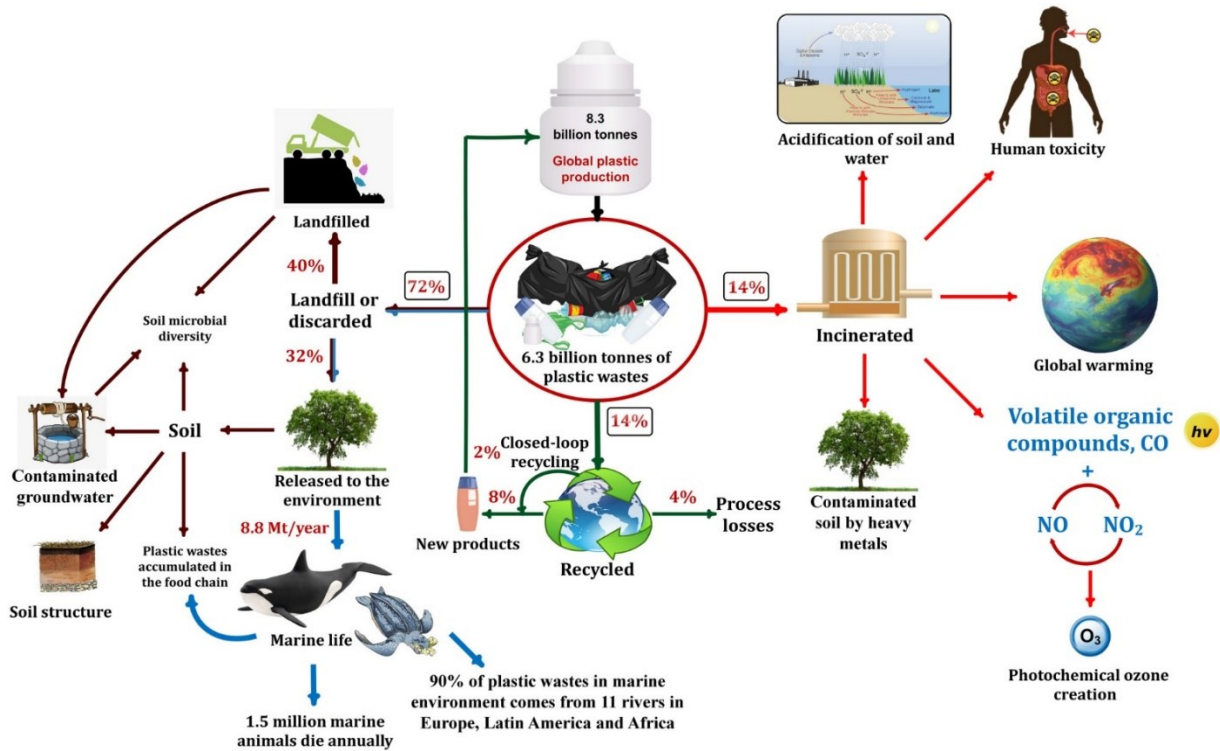 8.3
billion tonnes
Global plastic
production
Acidification of soil and
water
Human toxicity
Landfilled
40%
72%
Landfill or
discarded
32%
6.3 billion tonnes of
plastic wastes
14%
Incinerated
Global warming
Soil microbial
diversity
Soil
Contaminated
groundwater
Released to the
environment
8.8 Mt/year
14%
2%
Closed-loop
recycling
8%
4%
New products
Process
losses
Recycled
Contaminated
soil by heavy
metals
Volatile organic
compounds, CO
hv
+
NO
NO₂
O₃
Photochemical ozone
creation
Soil structure
Plastic wastes
accumulated in
the food chain
Marine life
1.5 million marine
animals die annually
90% of plastic wastes in marine
environment comes from 11 rivers in
Europe, Latin America and Africa
Lake